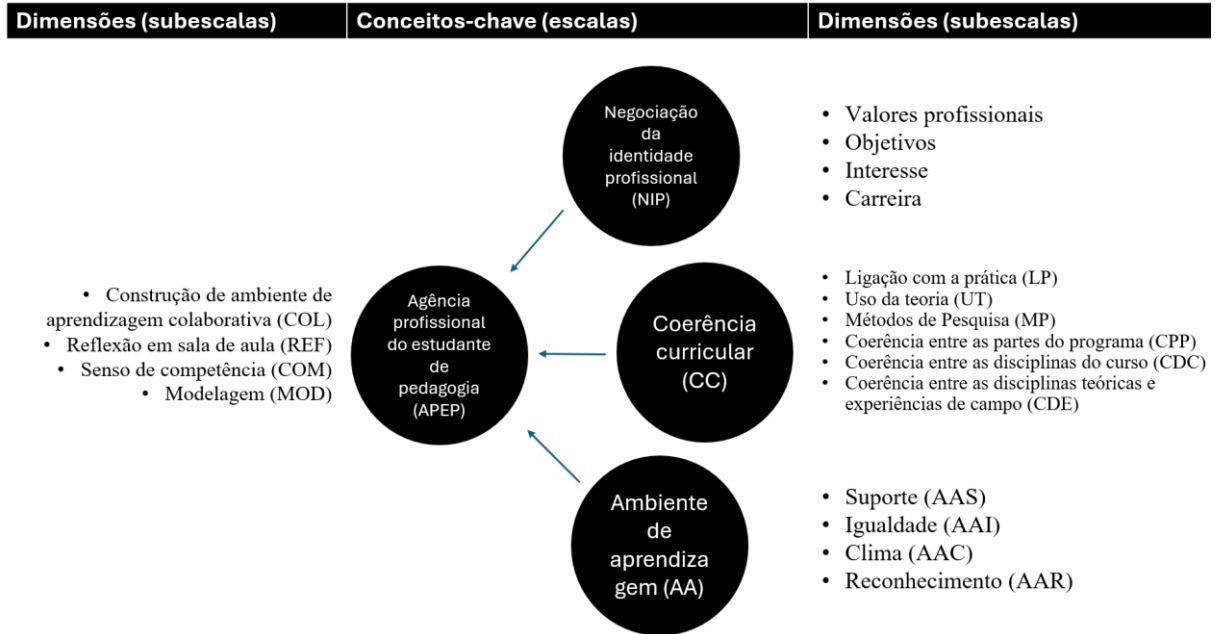 Dimensões (subescalas)
Conceitos-chave (escalas)
Dimensões (subescalas)
Negociação
da
identidade
profissional
(NIP)
• Valores profissionais
• Objetivos
• Interesse
• Carreira
• Construção de ambiente de
aprendizagem colaborativa (COL)
• Reflexão em sala de aula (REF)
• Senso de competência (COM)
• Modelagem (MOD)
Agência
profissional
do estudante
de
pedagogia
(APEP)
Coerência
curricular
(CC)
• Ligação com a prática (LP)
• Uso da teoria (UT)
• Métodos de Pesquisa (MP)
• Coerência entre as partes do programa (CPP)
• Coerência entre as disciplinas do curso (CDC)
• Coerência entre as disciplinas teóricas e
experiências de campo (CDE)
Ambiente
de
aprendiza
gem (AA)
• Suporte (AAS)
• Igualdade (AAI)
• Clima (AAC)
• Reconhecimento (AAR)